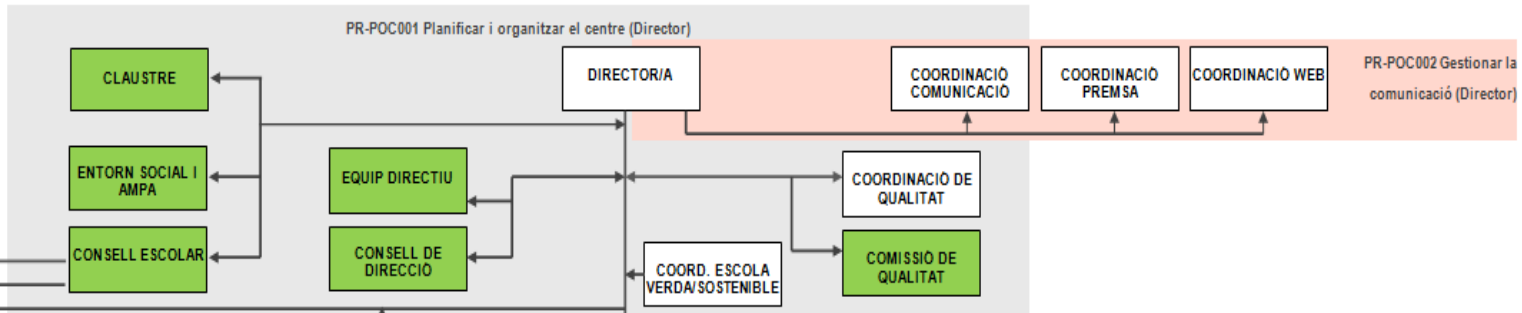 PR-POC001 Planificar i organitzar el centre (Director)
CLAUSTRE
DIRECTOR/A
COORDINACIÓ
COMUNICACIÓ
COORDINACIÓ
PREMSA
COORDINACIÓ WEB
PR-POC002 Gestionar la
comunicació (Director)
ENTORN SOCIAL I
AMPA
EQUIP DIRECTIU
COORDINACIÓ DE
QUALITAT
CONSELL ESCOLAR
CONSELL DE
DIRECCIÓ
COORD. ESCOLA
VERDA/SOSTENIBLE
COMISSIÓ DE
QUALITAT